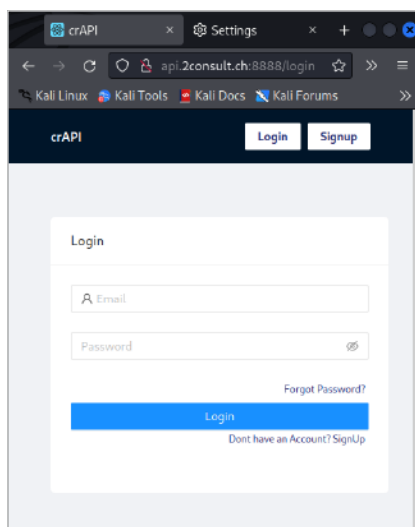 crAPI × Settings × +
api.2consult.ch:8888/login
Kali Linux Kali Tools Kali Docs Kali Forums
crAPI Login Signup
Login
Email
Password
Forgot Password?
Login
Dont have an Account? SignUp